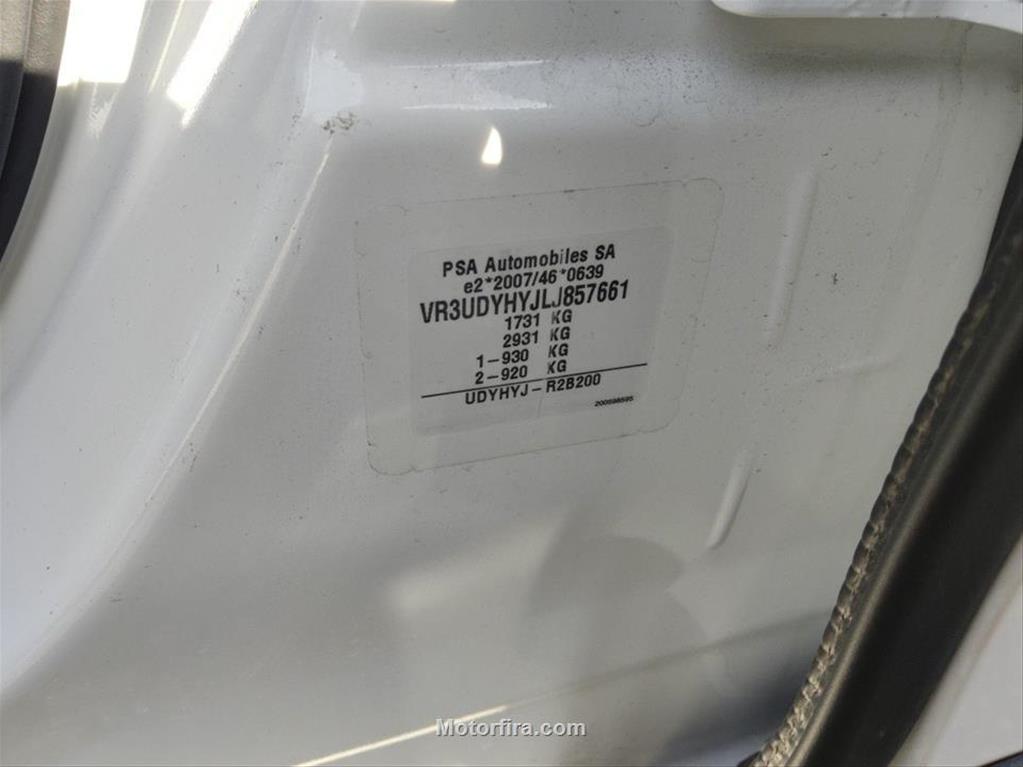 PSA Automobiles SA
e2*2007/46*0639
VR3UDYHYJLJ857661
1731 KG
2931 KG
1-930 KG
2-920 KG
UDYHYJ-R2B200
200598595
Motorfira.com